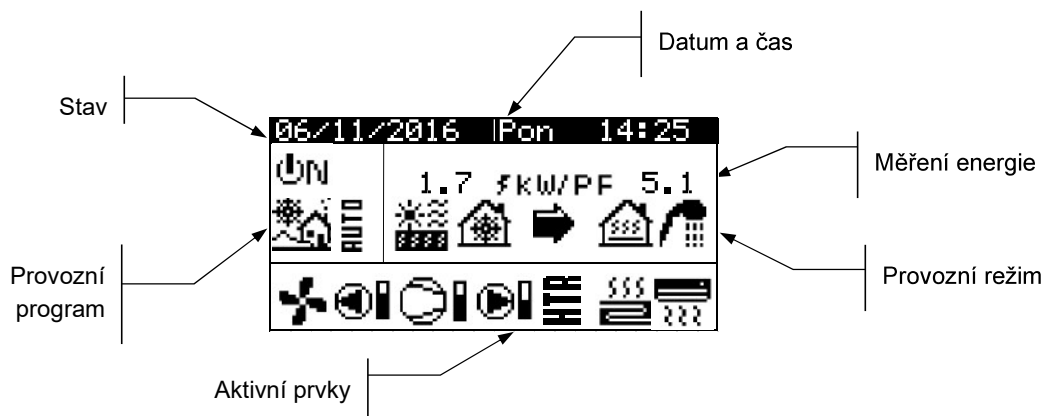 Datum a čas
Stav
06/11/2016 Pon 14:25
ON
1.7 kW/PF 5.1
Měření energie
AUTO
Provozní
program
Provozní režim
HTR
Aktivní prvky